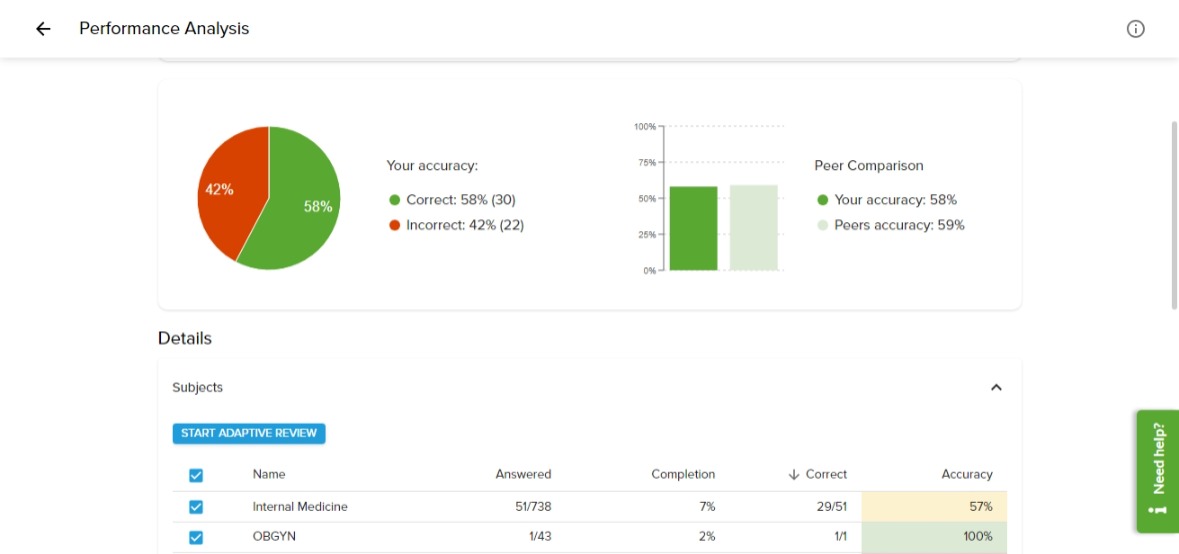 Performance Analysis
42%
58%
Your accuracy:
Correct: 58% (30)
Incorrect: 42% (22)
100%
75%
50%
25%
0%
Peer Comparison
Your accuracy: 58%
Peers accuracy: 59%
Details
Subjects
START ADAPTIVE REVIEW
Name Answered Completion ↓ Correct Accuracy
Internal Medicine 51/738 7% 29/51 57%
OBGYN 1/43 2% 1/1 100%
Need help?